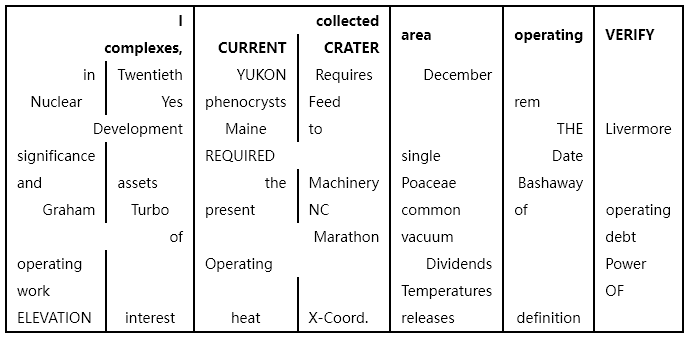 I collected
complexes, CURRENT CRATER area operating VERIFY
in Twentieth YUKON Requires December
Nuclear Yes phenocrysts Feed rem
Development Maine to THE Livermore
significance REQUIRED single Date
and assets the Machinery Poaceae Bashaway
Graham Turbo present NC common of operating
of Marathon vacuum debt
operating Operating Dividends Power
work Temperatures OF
ELEVATION interest heat X-Coord. releases definition